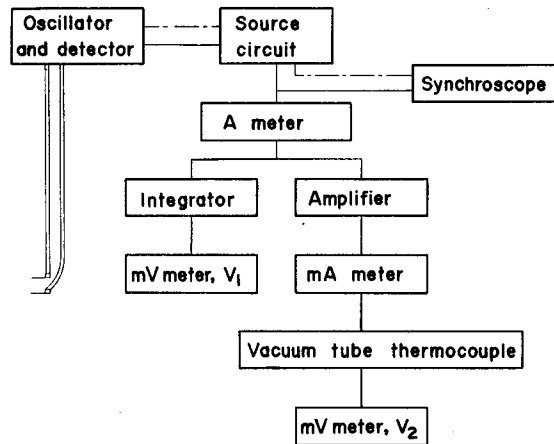 Oscillator
and detector
Source
circuit
Synchroscope
A meter
Integrator
Amplifier
mV meter, V₁
mA meter
Vacuum tube thermocouple
mV meter, V₂